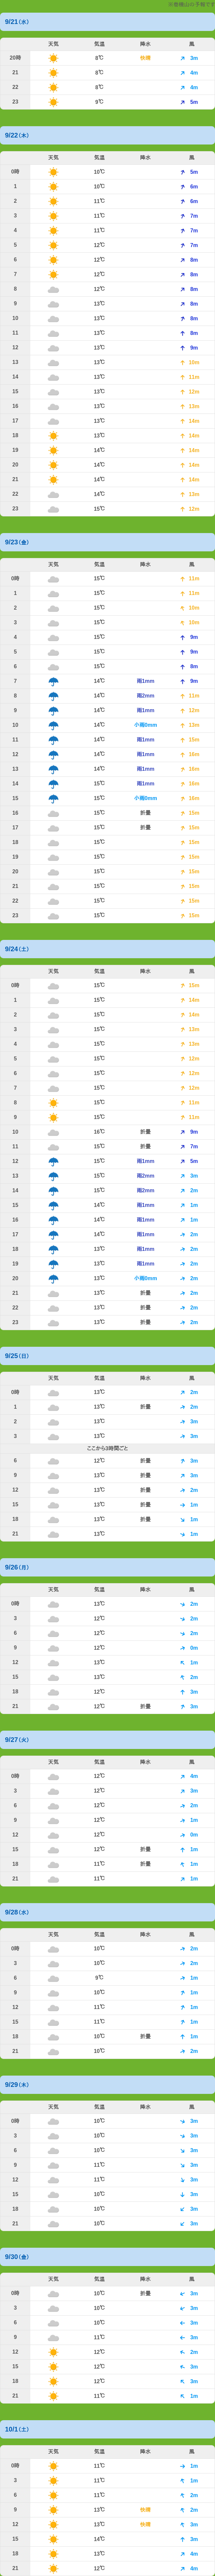 の予報です
9/21(水)
天気 気温 降水 風
20時 8℃ 快晴 3m
21 8℃ 4m
22 8℃ 4m
23 9℃ 5m
9/22(木)
天気 気温 降水 風
0時 10℃ 5m
1 10℃ 6m
2 11℃ 6m
3 11℃ 7m
4 11℃ 7m
5 12℃ 7m
6 12℃ 8m
7 12℃ 8m
8 12℃ 8m
9 13℃ 8m
10 13℃ 8m
11 13℃ 8m
12 13℃ 9m
13 13℃ 10m
14 13℃ 11m
15 12℃ 12m
16 13℃ 13m
17 13℃ 14m
18 13℃ 14m
19 14℃ 14m
20 14℃ 14m
21 14℃ 14m
22 14℃ 13m
23 15℃ 12m
9/23(金)
天気 気温 降水 風
0時 15℃ 11m
1 15℃ 11m
2 15℃ 10m
3 15℃ 10m
4 15℃ 9m
5 15℃ 9m
6 15℃ 8m
7 14℃ 雨1mm 9m
8 14℃ 雨2mm 11m
9 14℃ 雨1mm 12m
10 14℃ 小雨0mm 13m
11 14℃ 雨1mm 15m
12 14℃ 雨1mm 16m
13 14℃ 雨1mm 16m
14 15℃ 雨1mm 16m
15 15℃ 小雨0mm 16m
16 15℃ 折畳 15m
17 15℃ 折畳 15m
18 15℃ 15m
19 15℃ 15m
20 15℃ 15m
21 15℃ 15m
22 15℃ 15m
23 15℃ 15m
9/24(土)
天気 気温 降水 風
0時 15℃ 15m
1 15℃ 14m
2 15℃ 14m
3 15℃ 13m
4 15℃ 13m
5 15℃ 12m
6 15℃ 12m
7 15℃ 12m
8 15℃ 11m
9 15℃ 11m
10 16℃ 折畳 9m
11 15℃ 折畳 7m
12 15℃ 雨1mm 5m
13 15℃ 雨2mm 3m
14 14℃ 雨2mm 2m
15 14℃ 雨1mm 1m
16 14℃ 雨1mm 1m
17 14℃ 雨1mm 2m
18 13℃ 雨1mm 2m
19 13℃ 雨1mm 2m
20 13℃ 小雨0mm 2m
21 13℃ 折畳 2m
22 13℃ 折畳 2m
23 13℃ 折畳 2m
9/25(日)
天気 気温 降水 風
0時 13℃ 2m
1 13℃ 折畳 2m
2 13℃ 3m
3 13℃ 3m
ここから3時間ごと
6 12℃ 折畳 3m
9 13℃ 折畳 3m
12 13℃ 折畳 2m
15 13℃ 折畳 1m
18 13℃ 折畳 1m
21 13℃ 1m
9/26(月)
天気 気温 降水 風
0時 13℃ 2m
3 12℃ 2m
6 12℃ 2m
9 12℃ 0m
12 13℃ 1m
15 13℃ 2m
18 12℃ 3m
21 12℃ 折畳 3m
9/27(火)
天気 気温 降水 風
0時 12℃ 4m
3 12℃ 3m
6 12℃ 2m
9 12℃ 1m
12 12℃ 0m
15 12℃ 折畳 1m
18 11℃ 折畳 1m
21 11℃ 1m
9/28(水)
天気 気温 降水 風
0時 10℃ 2m
3 10℃ 2m
6 9℃ 1m
9 10℃ 1m
12 11℃ 1m
15 11℃ 1m
18 10℃ 折畳 1m
21 10℃ 2m
9/29(木)
天気 気温 降水 風
0時 10℃ 3m
3 10℃ 3m
6 10℃ 3m
9 11℃ 3m
12 11℃ 3m
15 10℃ 3m
18 10℃ 3m
21 10℃ 3m
9/30(金)
天気 気温 降水 風
0時 10℃ 折畳 3m
3 10℃ 3m
6 10℃ 3m
9 11℃ 3m
12 12℃ 2m
15 12℃ 3m
18 12℃ 3m
21 11℃ 1m
10/1(土)
天気 気温 降水 風
0時 11℃ 1m
3 11℃ 1m
6 11℃ 2m
9 13℃ 快晴 2m
12 13℃ 快晴 3m
15 14℃ 3m
18 13℃ 4m
21 12℃ 4m